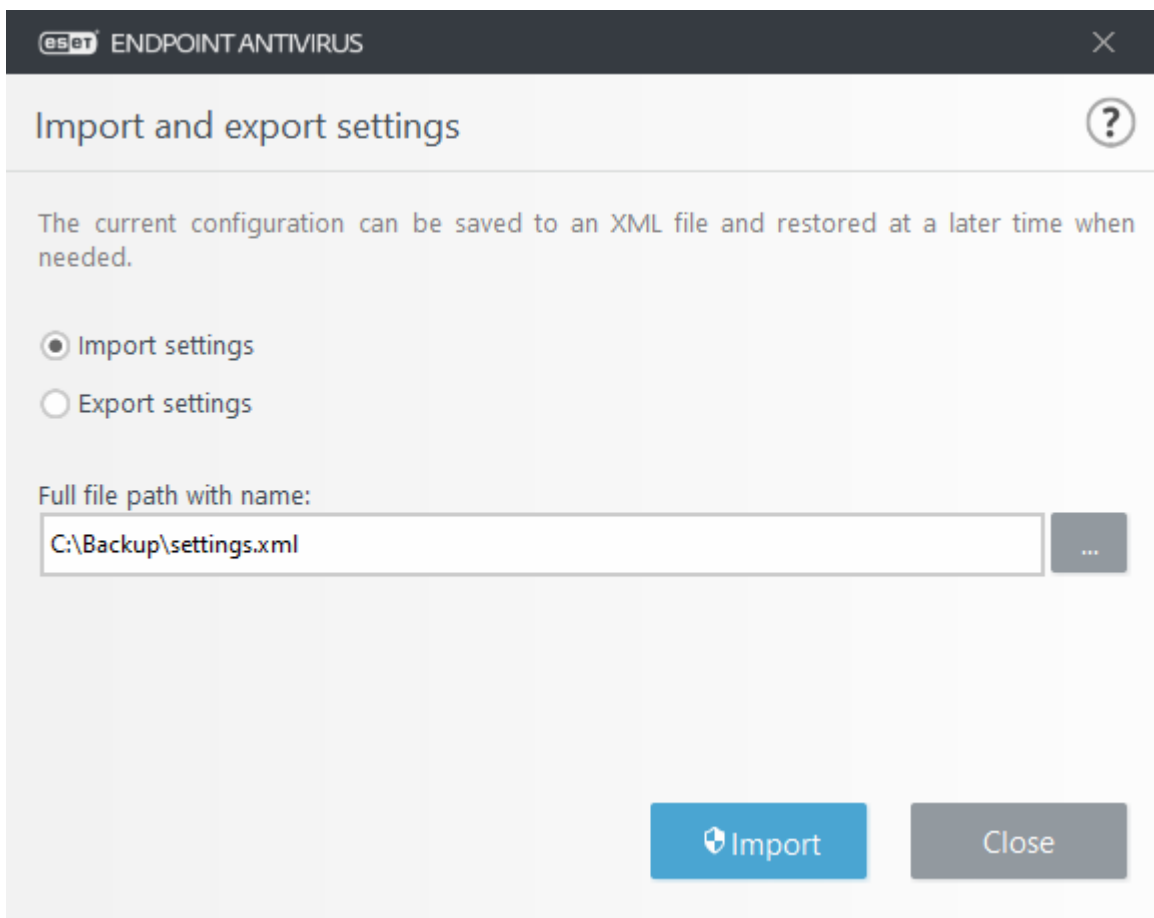 eset ENDPOINT ANTIVIRUS
Import and export settings
?
The current configuration can be saved to an XML file and restored at a later time when
needed.
Import settings
Export settings
Full file path with name:
C:\Backup\settings.xml
...
Import
Close